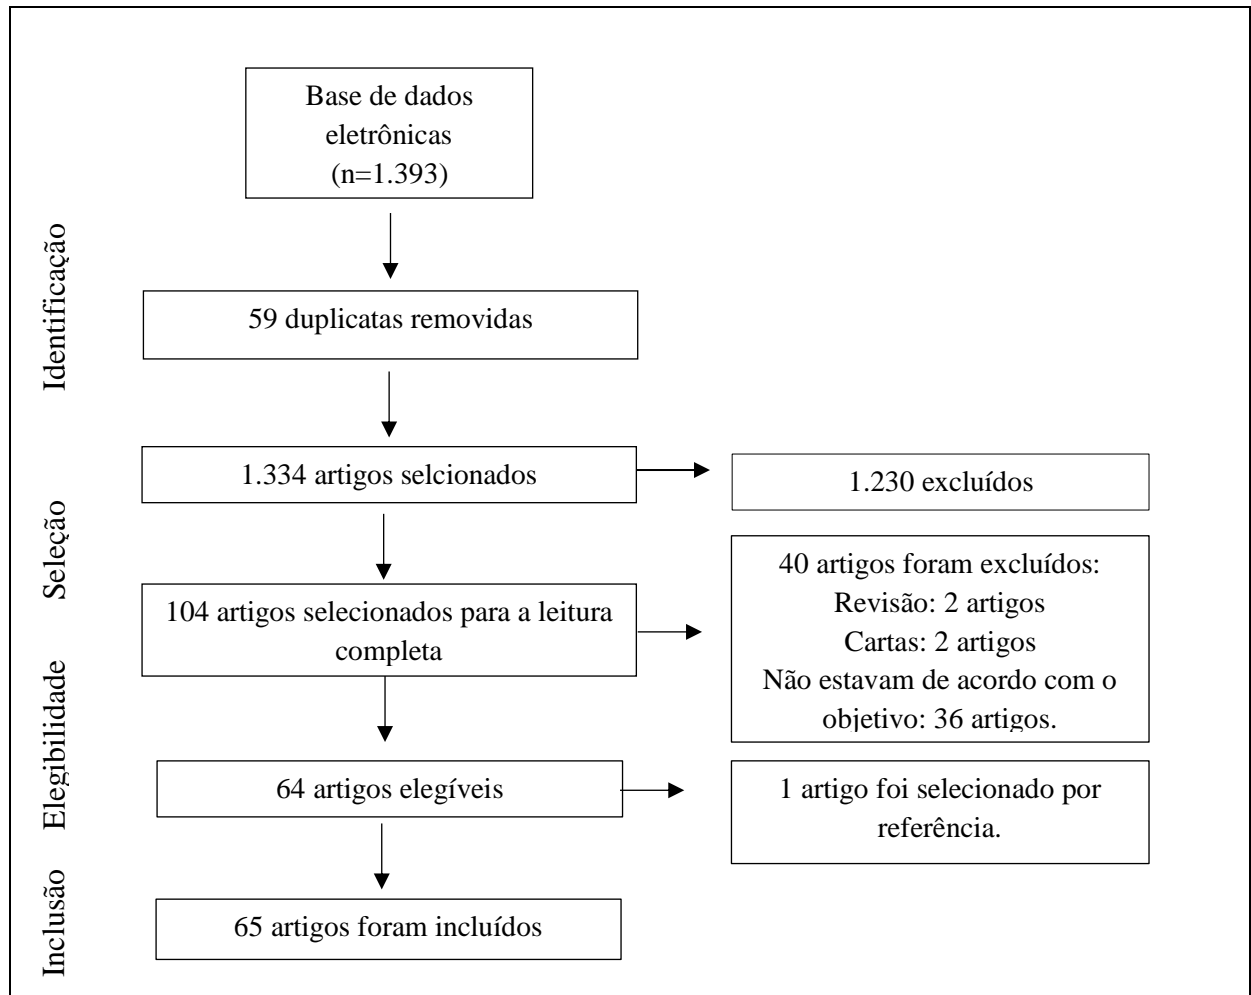 Base de dados
eletrônicas
(n=1.393)
Identificação
59 duplicatas removidas
1.334 artigos selcionados
1.230 excluídos
Seleção
104 artigos selecionados para a leitura
completa
40 artigos foram excluídos:
Revisão: 2 artigos
Cartas: 2 artigos
Não estavam de acordo com o
objetivo: 36 artigos.
Elegibilidade
64 artigos elegíveis
1 artigo foi selecionado por
referência.
Inclusão
65 artigos foram incluídos